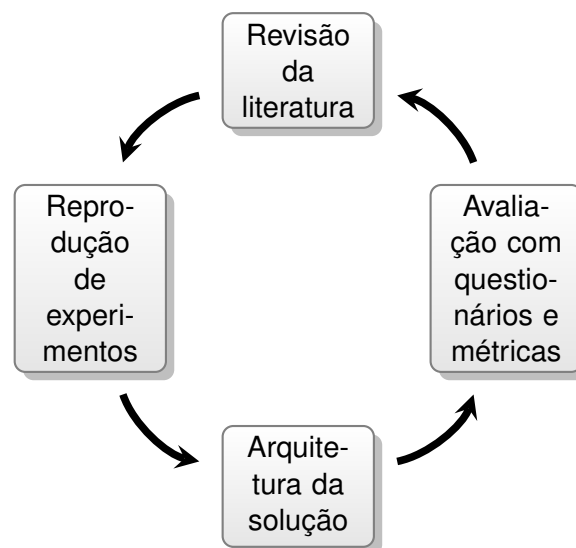 Revisão
da
literatura
Repro-
dução
de
experi-
mentos
Avalia-
ção com
questio-
nários e
métricas
Arquite-
tura da
solução